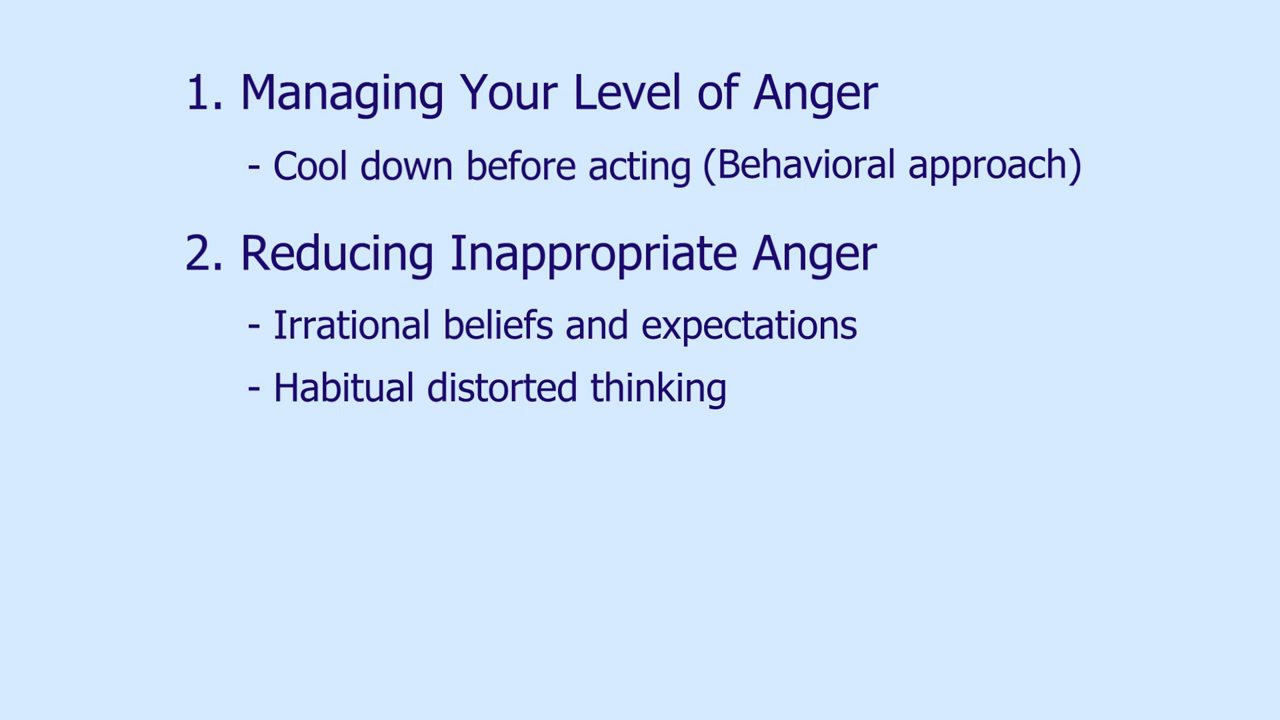 1. Managing Your Level of Anger
- Cool down before acting (Behavioral approach)
2. Reducing Inappropriate Anger
- Irrational beliefs and expectations
- Habitual distorted thinking